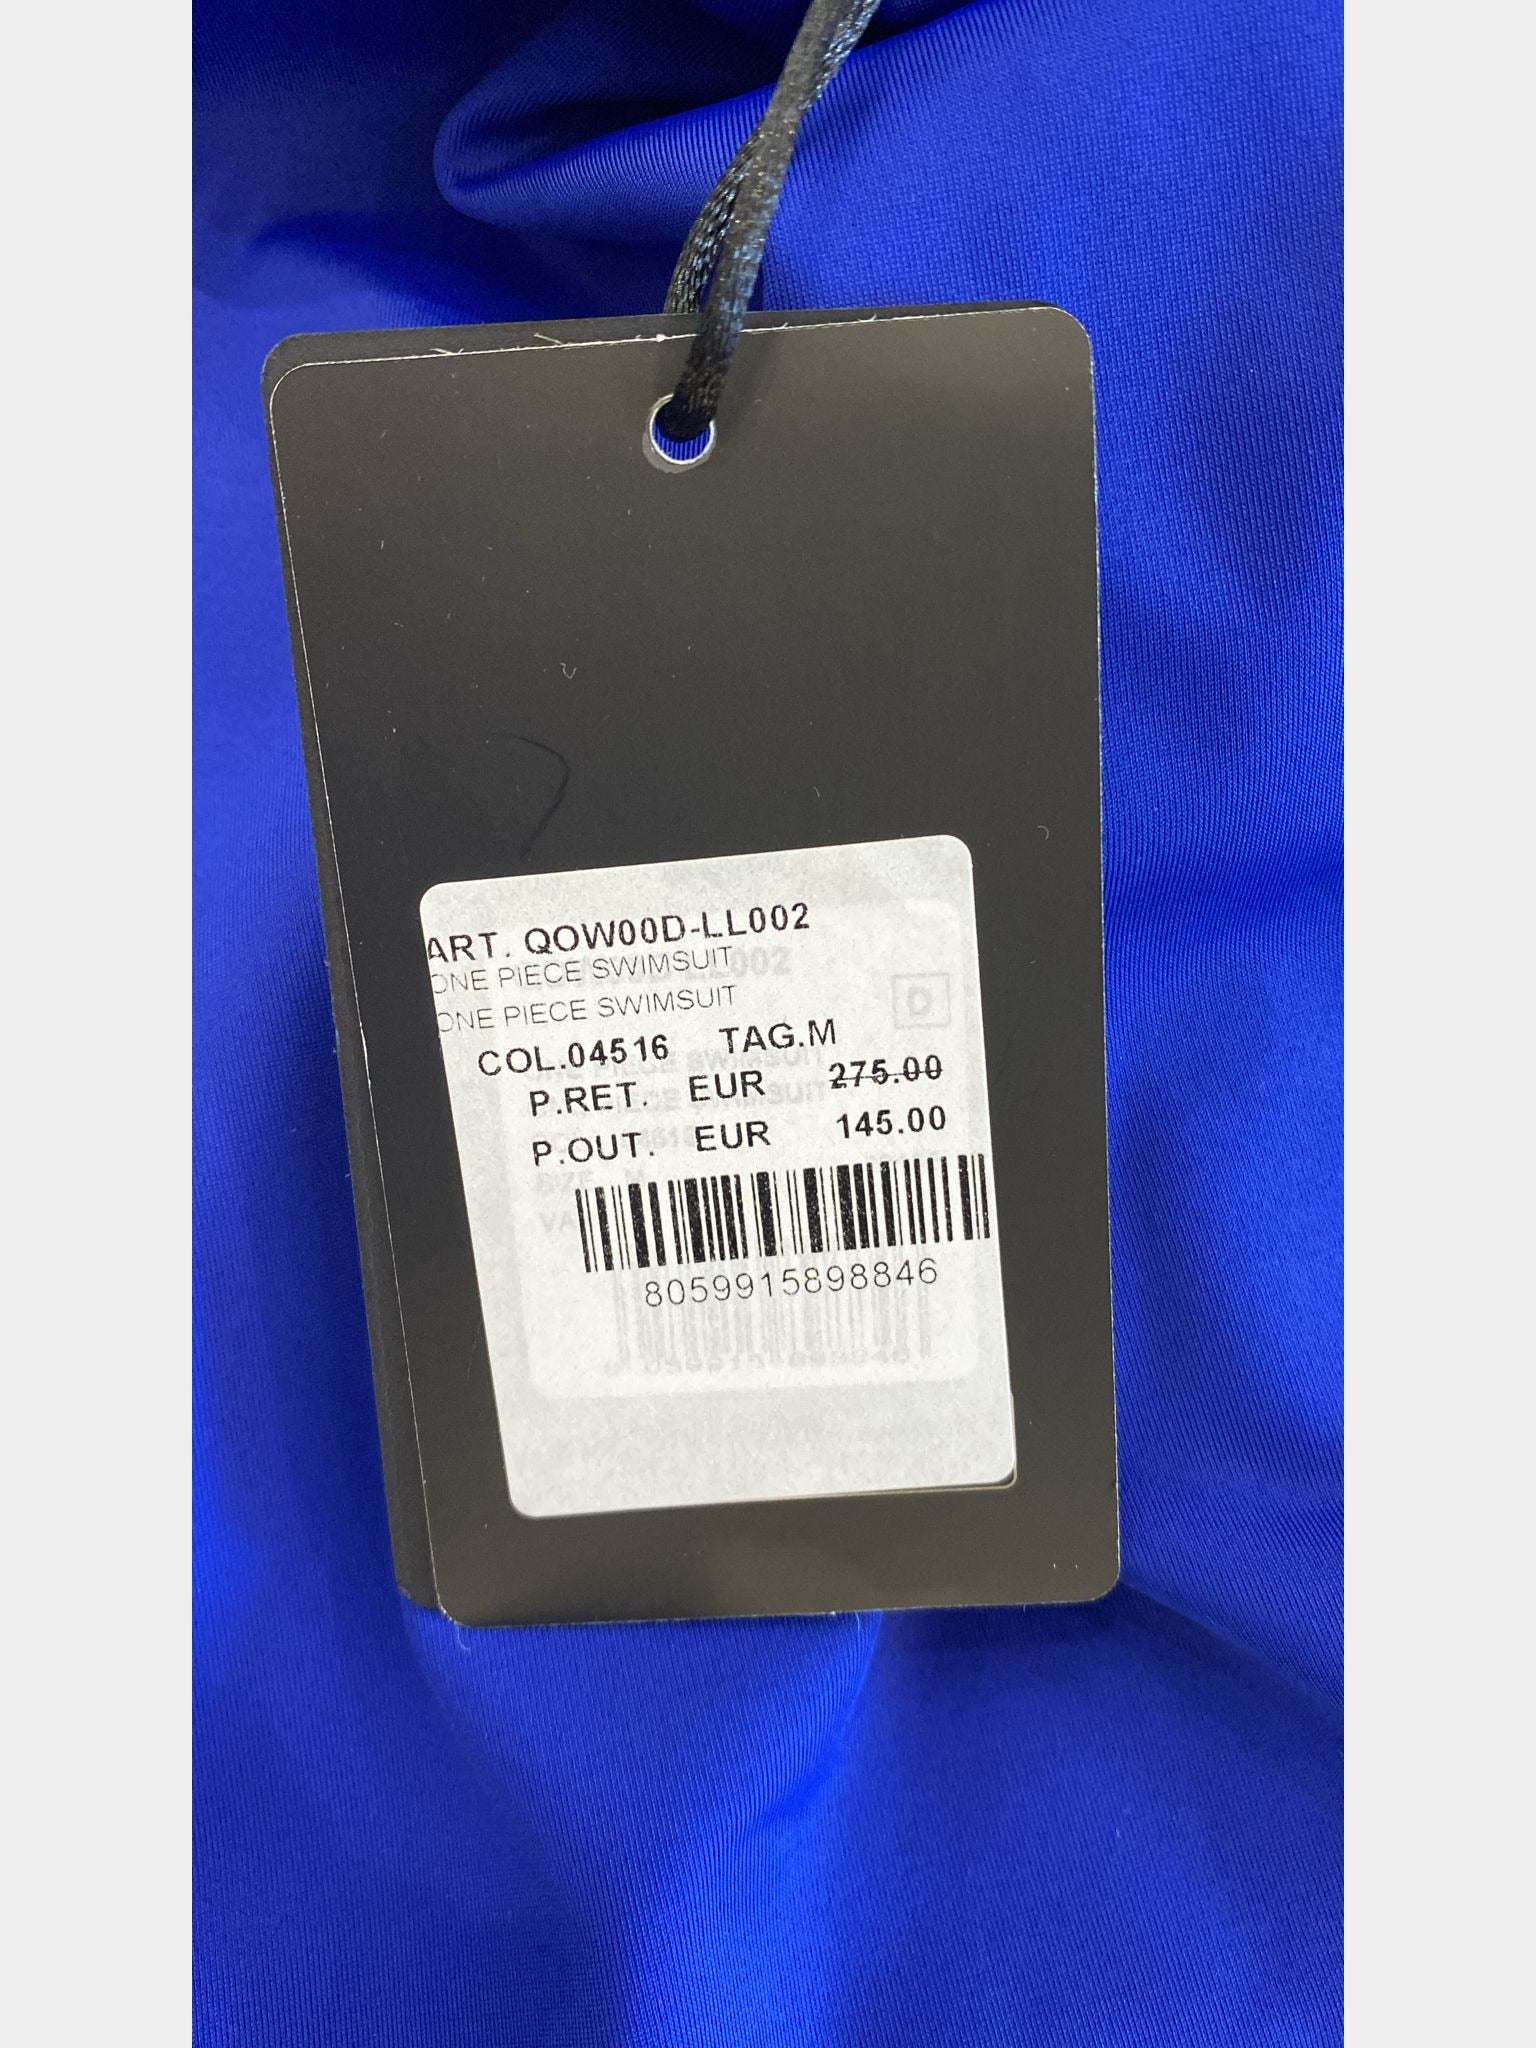 ART. QOW00D-LL002
ONE PIECE SWIMSUIT
ONE PIECE SWIMSUIT
COL.04516 TAG.M
P.RET. EUR 275.00
P.OUT. EUR 145.00
8059915898846
D